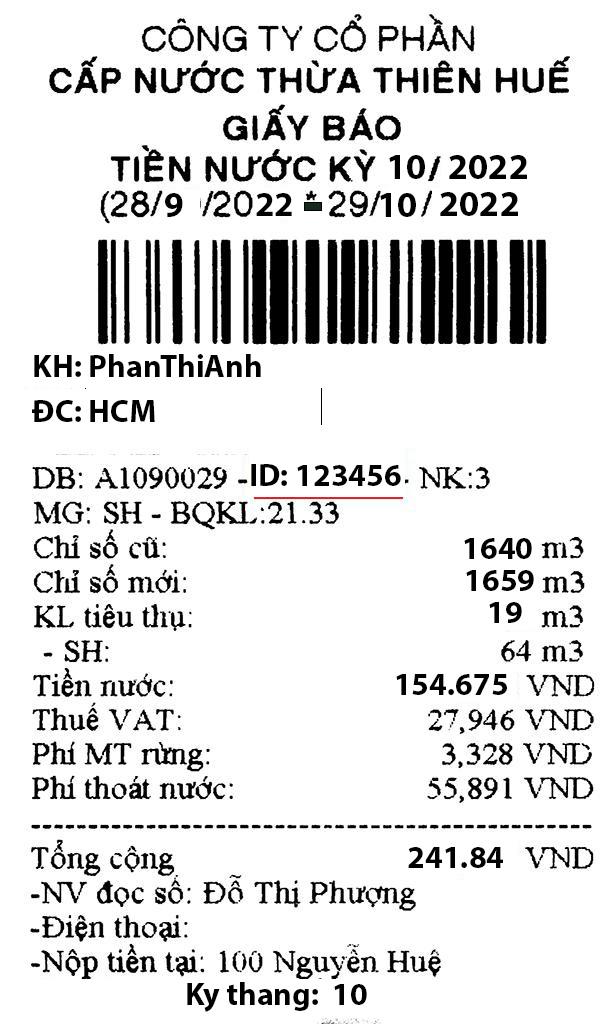 CÔNG TY CỔ PHẦN
CẤP NƯỚC THỪA THIÊN HUẾ
GIẤY BÁO
TIỀN NƯỚC KỲ 10/ 2022
(28/9 /2022 * 29/10/ 2022
KH: PhanThiAnh
ĐC: HCM
DB: A1090029 -ID: 123456. NK:3
MG: SH - BQKL:21.33
Chỉ số cũ: 1640 m3
Chỉ số mới: 1659 m3
KL tiêu thụ: 19 m3
- SH: 64 m3
Tiền nước: 154.675 VND
Thuế VAT: 27,946 VND
Phí MT rừng: 3,328 VND
Phí thoát nước: 55,891 VND
Tổng cộng 241.84 VND
-NV đọc số: Đỗ Thị Phượng
-Điện thoại:
-Nộp tiền tại: 100 Nguyễn Huệ
Ky thang: 10